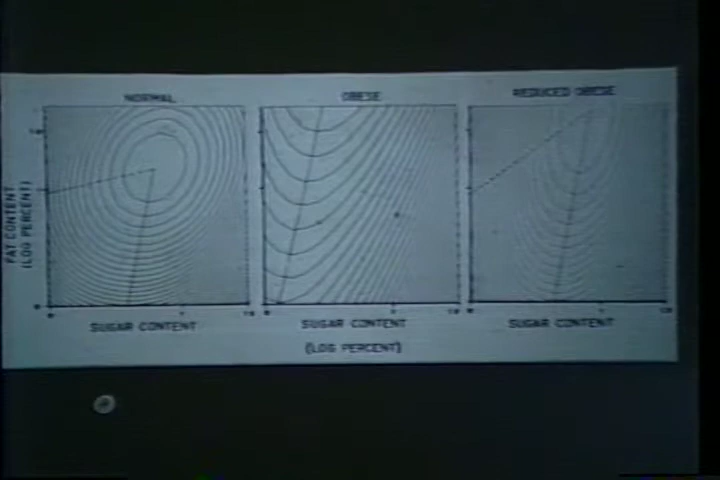 NORMAL
OBESE
REDUCED OBESE
FAT CONTENT
(LOG PERCENT)
SUGAR CONTENT
SUGAR CONTENT
SUGAR CONTENT
(LOG PERCENT)